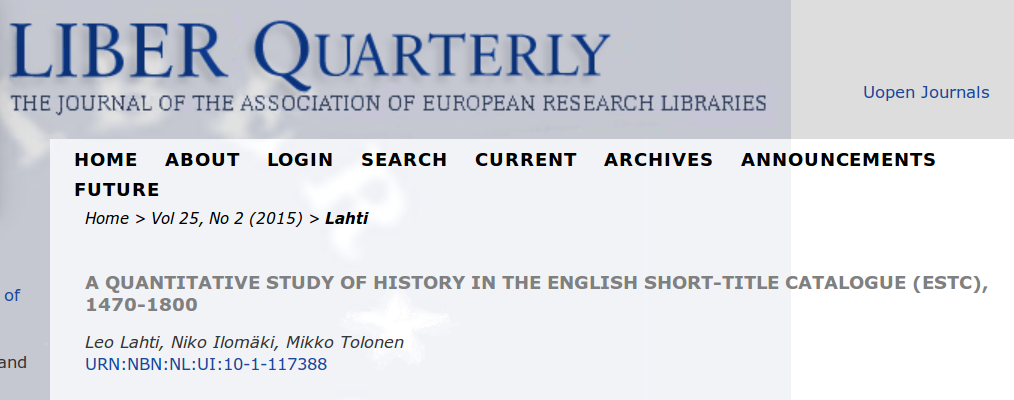 LIBER QUARTERLY
THE JOURNAL OF THE ASSOCIATION OF EUROPEAN RESEARCH LIBRARIES
Uopen Journals
HOME ABOUT LOGIN SEARCH CURRENT ARCHIVES ANNOUNCEMENTS
FUTURE
Home > Vol 25, No 2 (2015) > Lahti
A QUANTITATIVE STUDY OF HISTORY IN THE ENGLISH SHORT-TITLE CATALOGUE (ESTC),
of
1470-1800
Leo Lahti, Niko Ilomäki, Mikko Tolonen
and
URN:NBN:NL:UI:10-1-117388